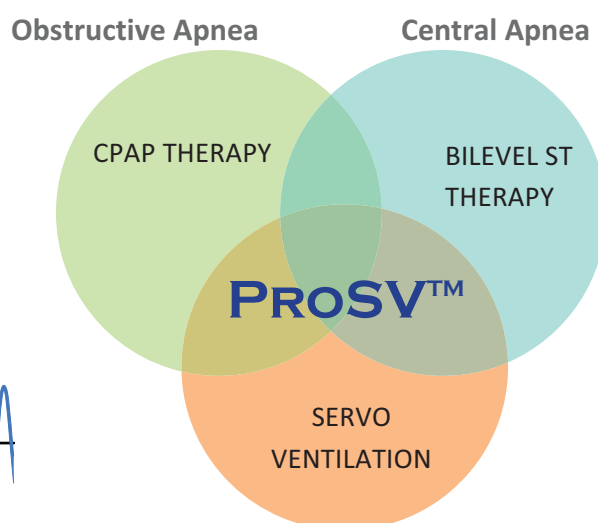 Obstructive Apnea
Central Apnea
CPAP THERAPY
BILEVEL ST
THERAPY
PROSV™
SERVO
VENTILATION